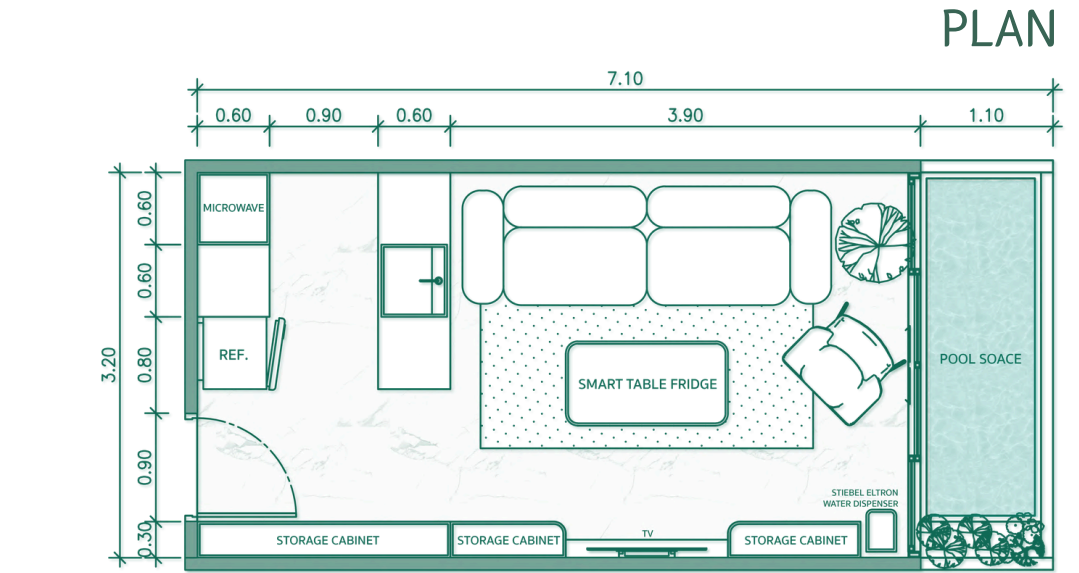 PLAN
7.10
0.60 0.90 0.60 3.90 1.10
0.60
MICROWAVE
0.60
3.20
0.80
REF.
SMART TABLE FRIDGE
POOL SOACE
0.90
STIEBEL ELTRON
WATER DISPENSER
0.30
STORAGE CABINET
STORAGE CABINET
TV
STORAGE CABINET